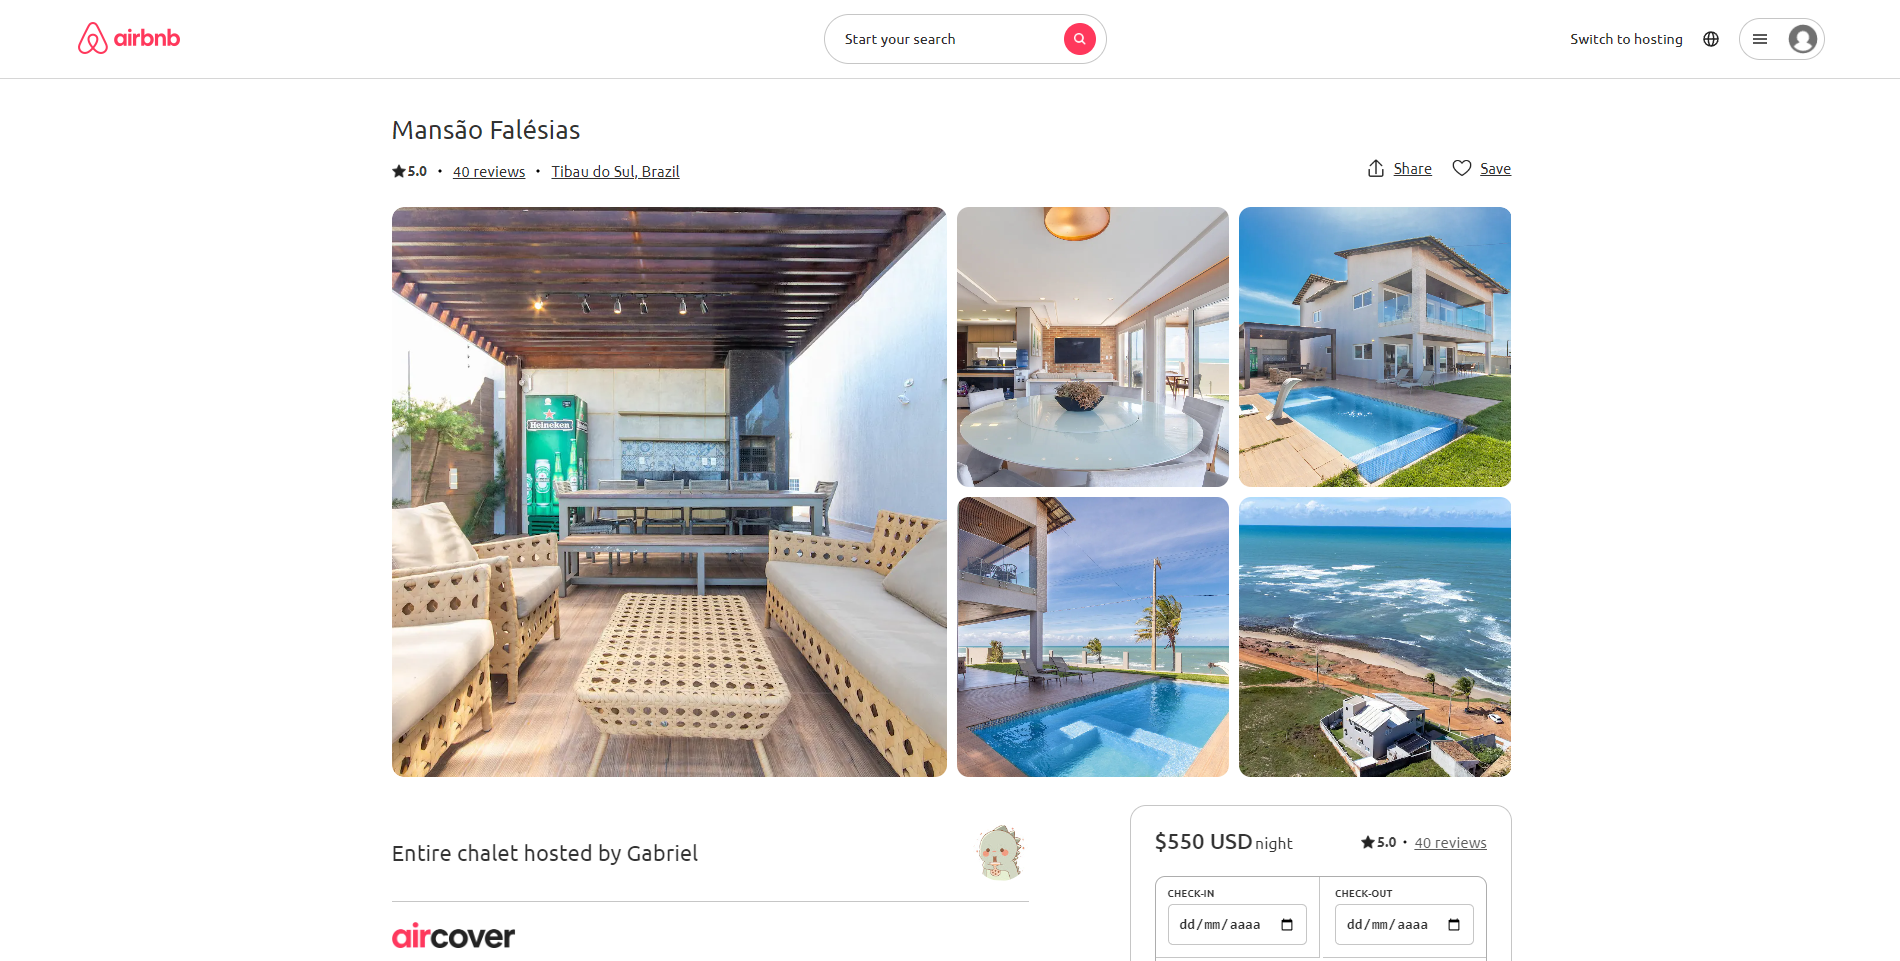 airbnb
Start your search
Switch to hosting
Mansão Falésias
5.0 • 40 reviews • Tibau do Sul, Brazil
Share
Save
Heineken
Entire chalet hosted by Gabriel
$550 USD night
5.0 • 40 reviews
CHECK-IN
CHECK-OUT
dd/mm/aaaa
dd/mm/aaaa
aircover